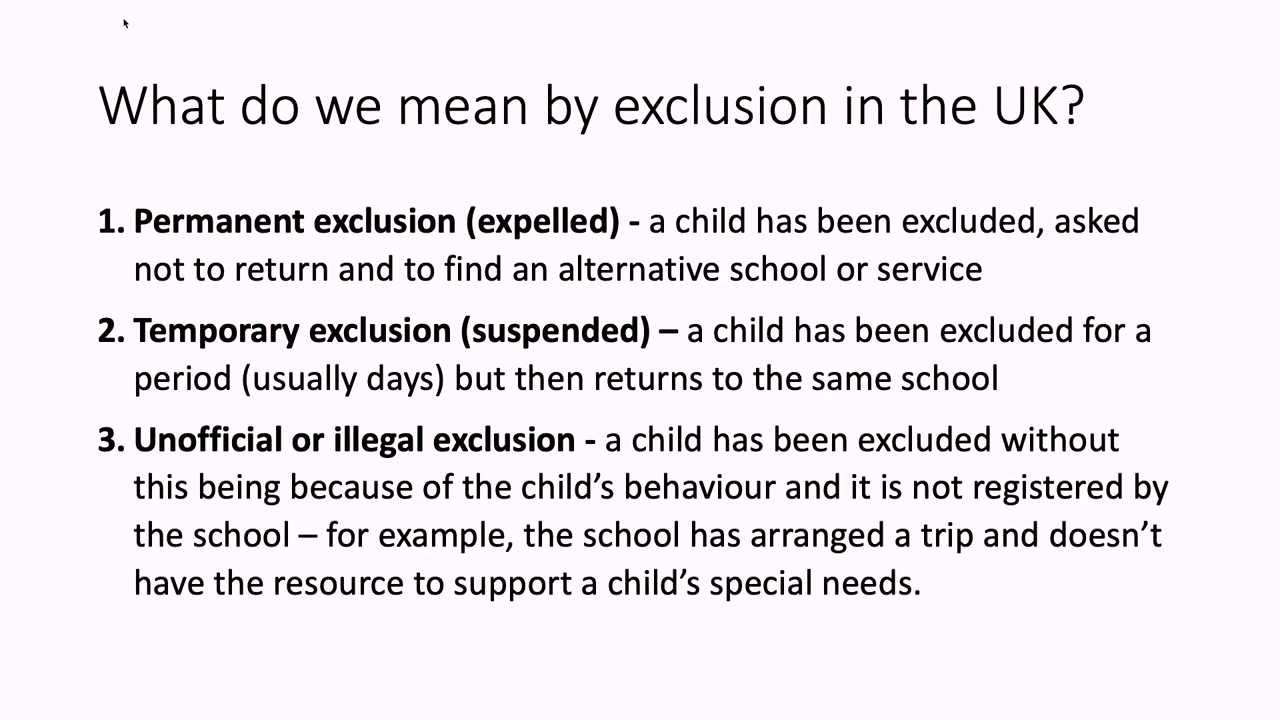 What do we mean by exclusion in the UK?
1. Permanent exclusion (expelled) - a child has been excluded, asked
not to return and to find an alternative school or service
2. Temporary exclusion (suspended) – a child has been excluded for a
period (usually days) but then returns to the same school
3. Unofficial or illegal exclusion - a child has been excluded without
this being because of the child’s behaviour and it is not registered by
the school – for example, the school has arranged a trip and doesn’t
have the resource to support a child’s special needs.